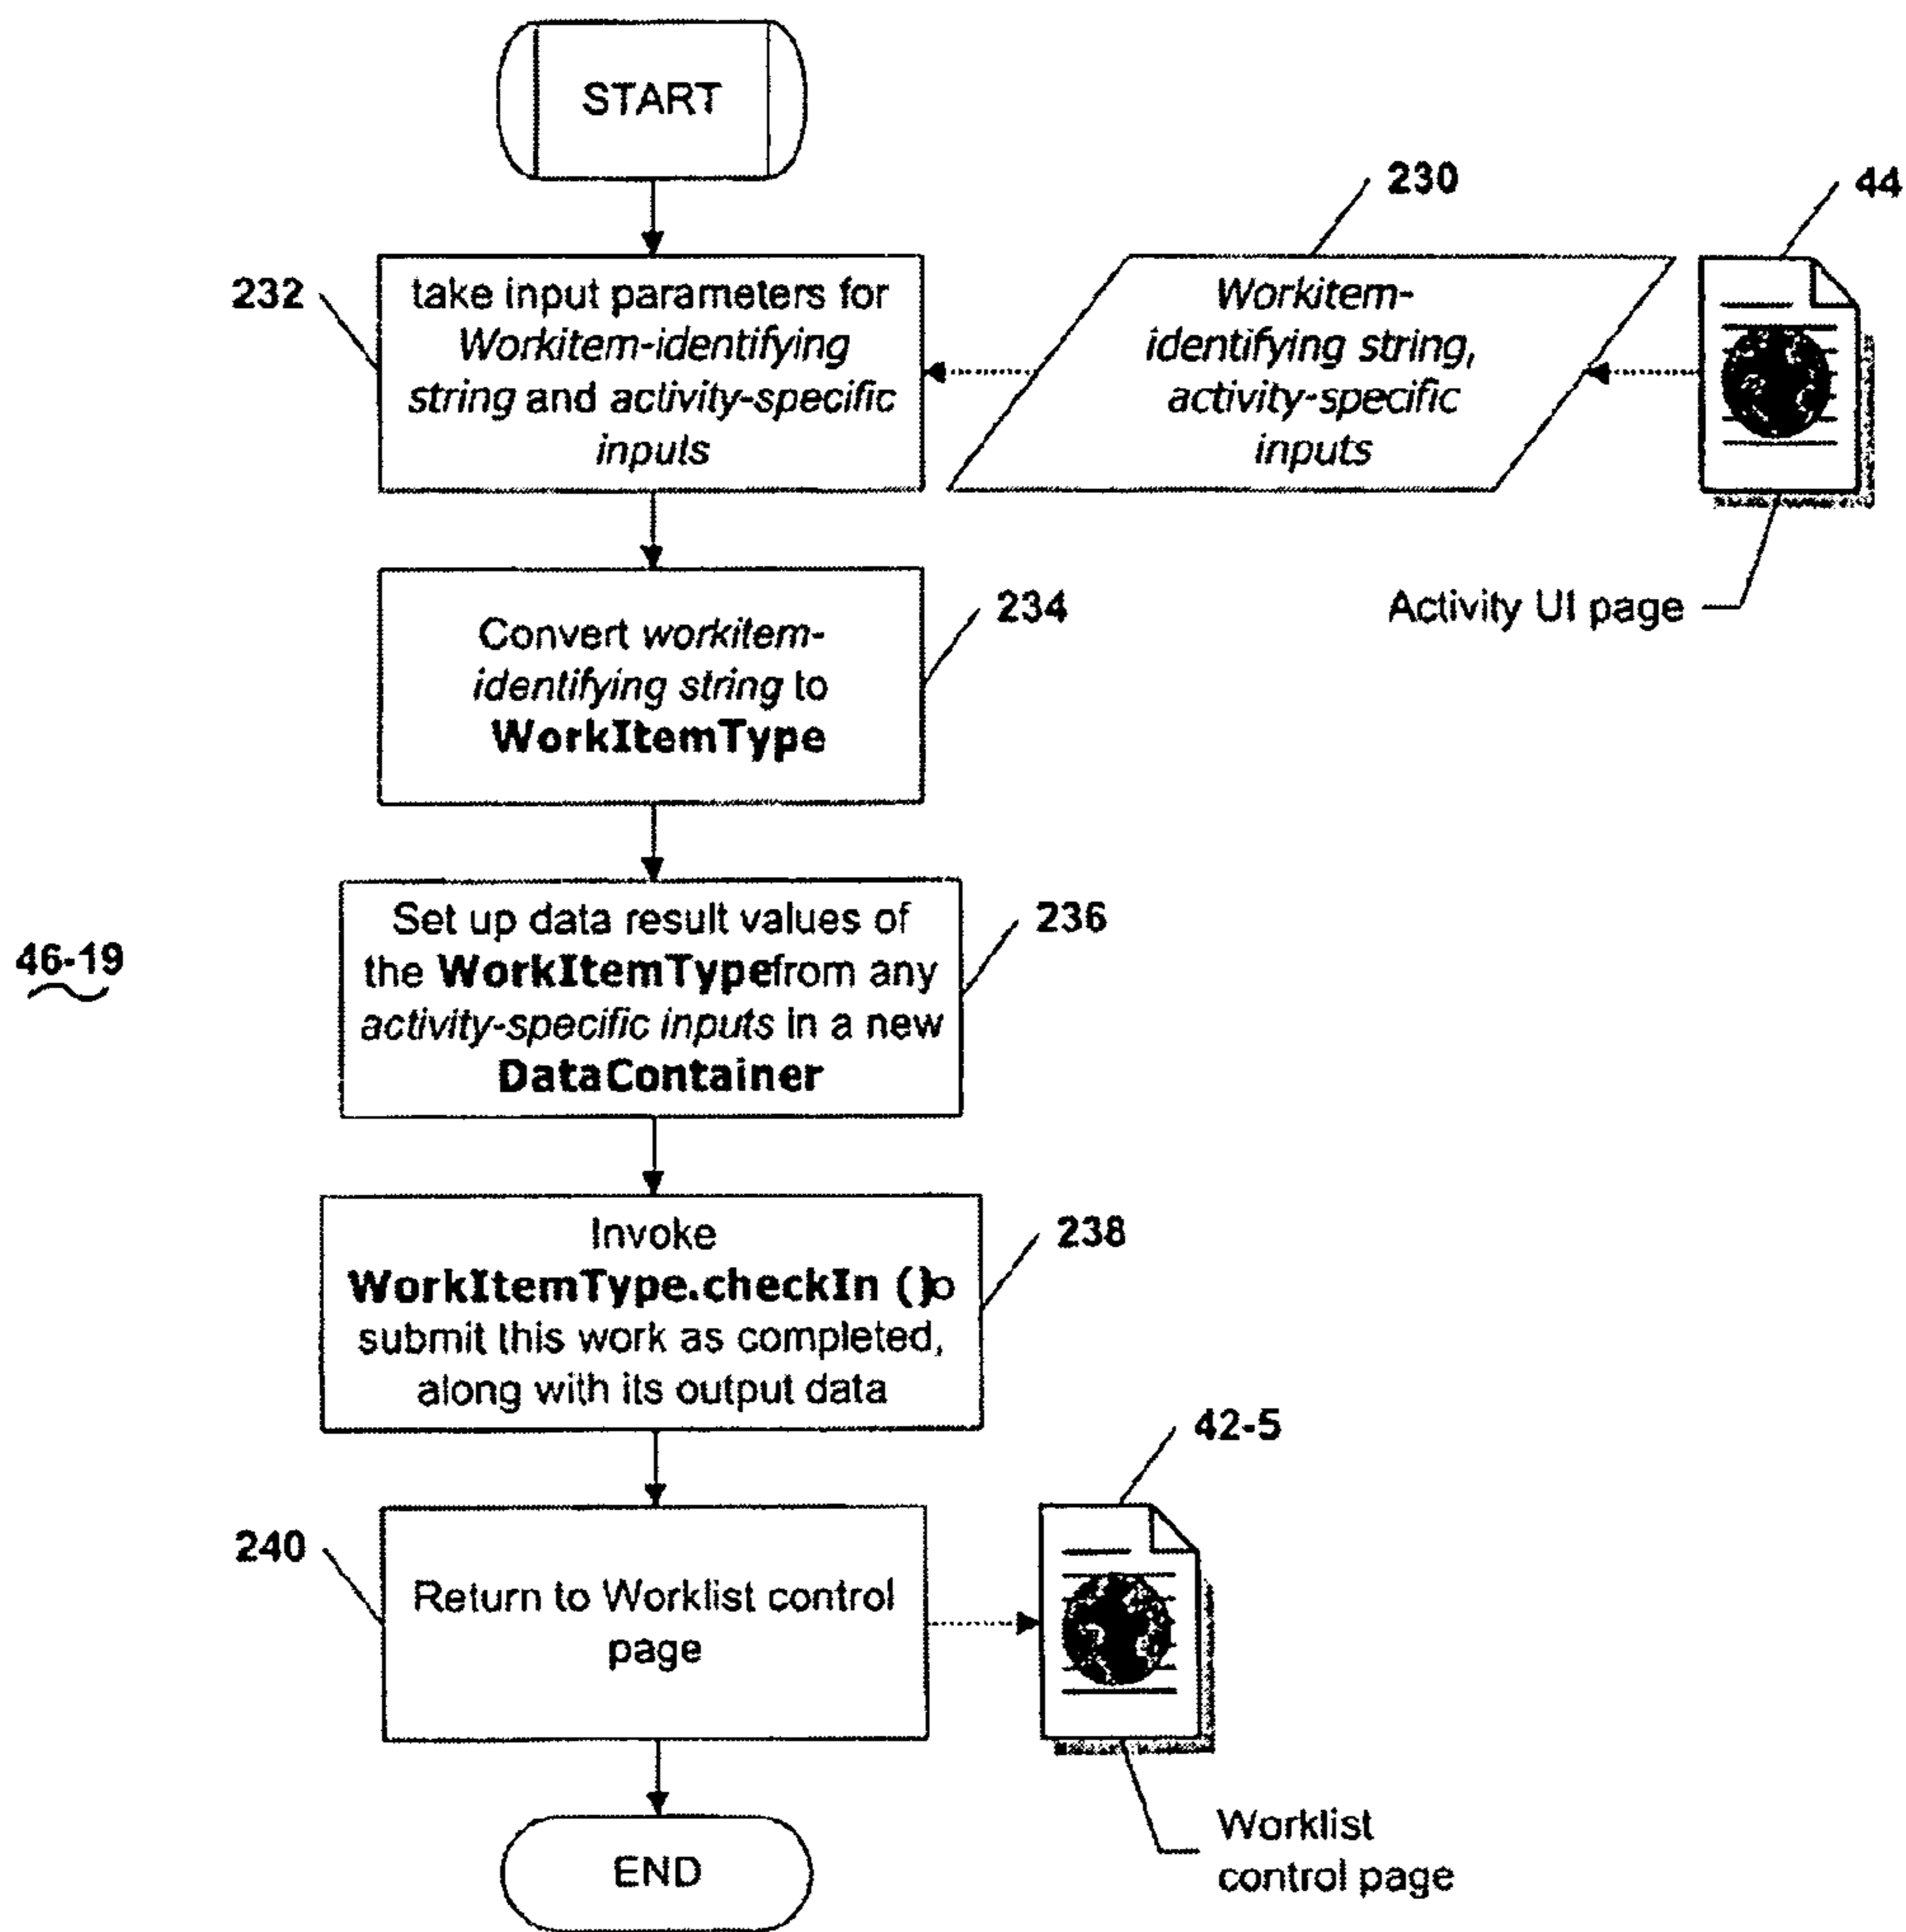 START
230
44
232
take input parameters for
Workitem-identifying
string and activity-specific
inputs
Workitem-
identifying string,
activity-specific
inputs
Activity UI page
234
Convert workitem-
identifying string to
WorkItemType
46-19
236
Set up data result values of
the WorkItemType from any
activity-specific inputs in a new
DataContainer
238
Invoke
WorkItemType.checkIn ()o
submit this work as completed,
along with its output data
42-5
240
Return to Worklist control
page
Worklist
control page
END